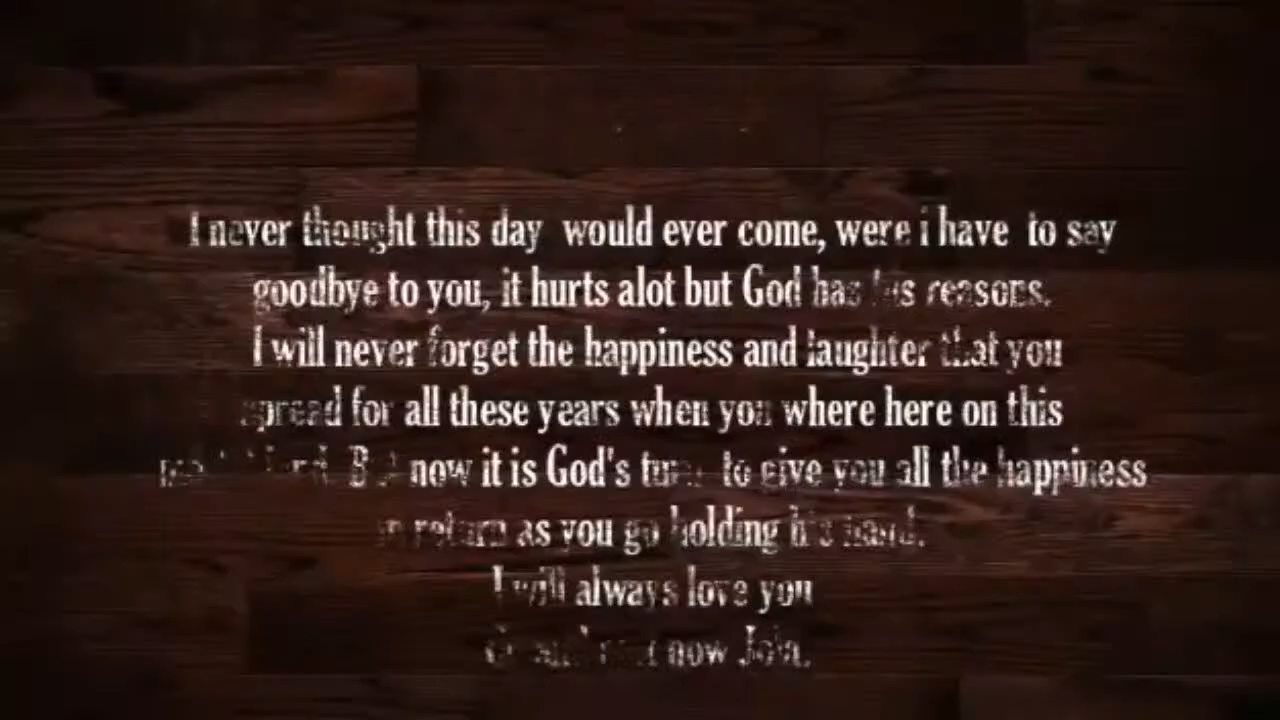 I never thought this day would ever come, were i have to say
goodbye to you, it hurts alot but God has his reasons.
I will never forget the happiness and laughter that you
spread for all these years when you where here on this
now it is God's turn to give you all the happiness
in return as you go holding his hand.
I will always love you
now